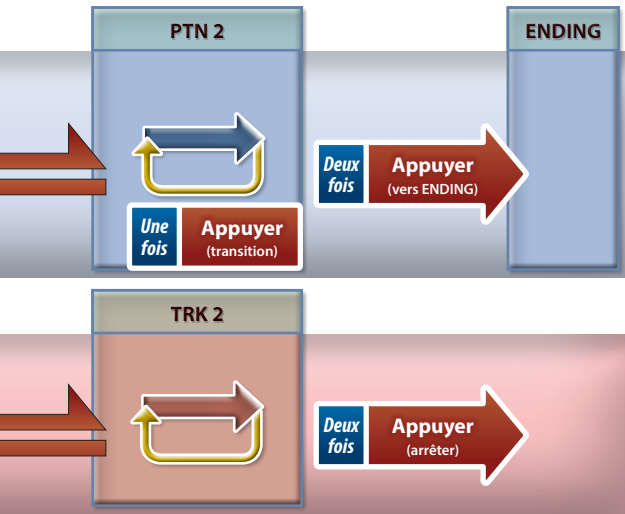 PTN 2
ENDING
Deux
fois
Appuyer
(vers ENDING)
Une
fois
Appuyer
(transition)
TRK 2
Deux
fois
Appuyer
(arrêter)